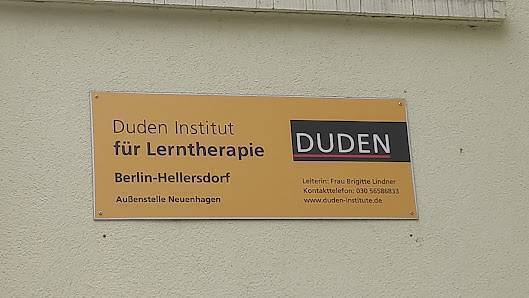 Duden Institut
für Lerntherapie
Berlin-Hellersdorf
Außenstelle Neuenhagen
DUDEN
Leiterin: Frau Brigitte Lindner
Kontakttelefon: 030 56586833
www.duden-institute.de